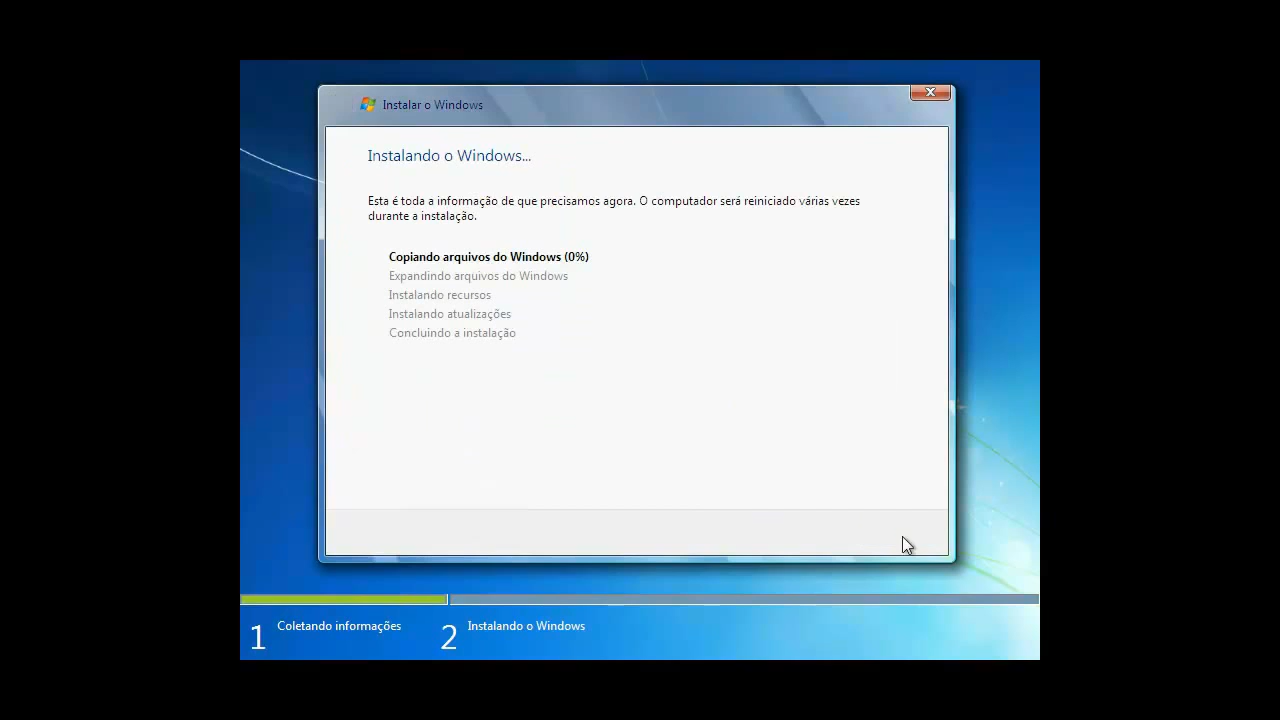 Instalar o Windows
Instalando o Windows...
Esta é toda a informação de que precisamos agora. O computador será reiniciado várias vezes
durante a instalação.
Copiando arquivos do Windows (0%)
Expandindo arquivos do Windows
Instalando recursos
Instalando atualizações
Concluindo a instalação
1 Coletando informações 2 Instalando o Windows